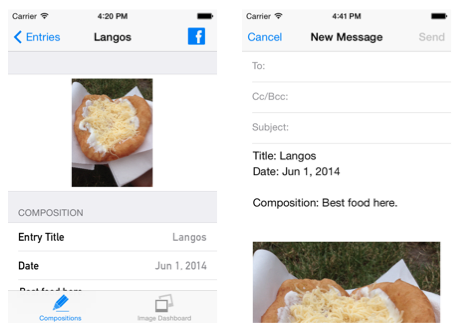 Carrier 4:20 PM
Entries Langos f
COMPOSITION
Entry Title Langos
Date Jun 1, 2014
Best food here
Compositions Image Dashboard
Carrier 4:41 PM
Cancel New Message Send
To:
Cc/Bcc:
Subject:
Title: Langos
Date: Jun 1, 2014
Composition: Best food here.